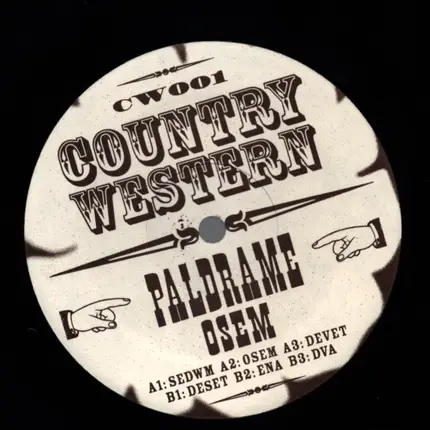 CW001
COUNTRY
WESTERN
PALDRAME
OSEM
A1: SEDWM A2: OSEM A3: DEVET
B1: DESET B2: ENA B3: DVA